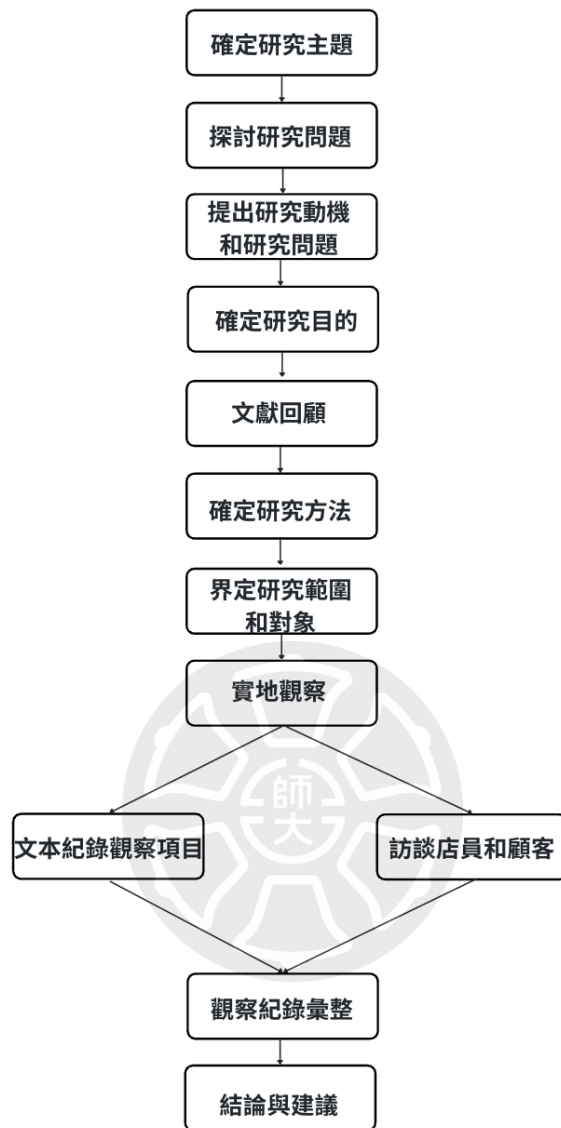 確定研究主題
探討研究問題
提出研究動機
和研究問題
確定研究目的
文獻回顧
確定研究方法
界定研究範圍
和對象
實地觀察
師大
文本紀錄觀察項目
訪談店員和顧客
觀察紀錄彙整
結論與建議